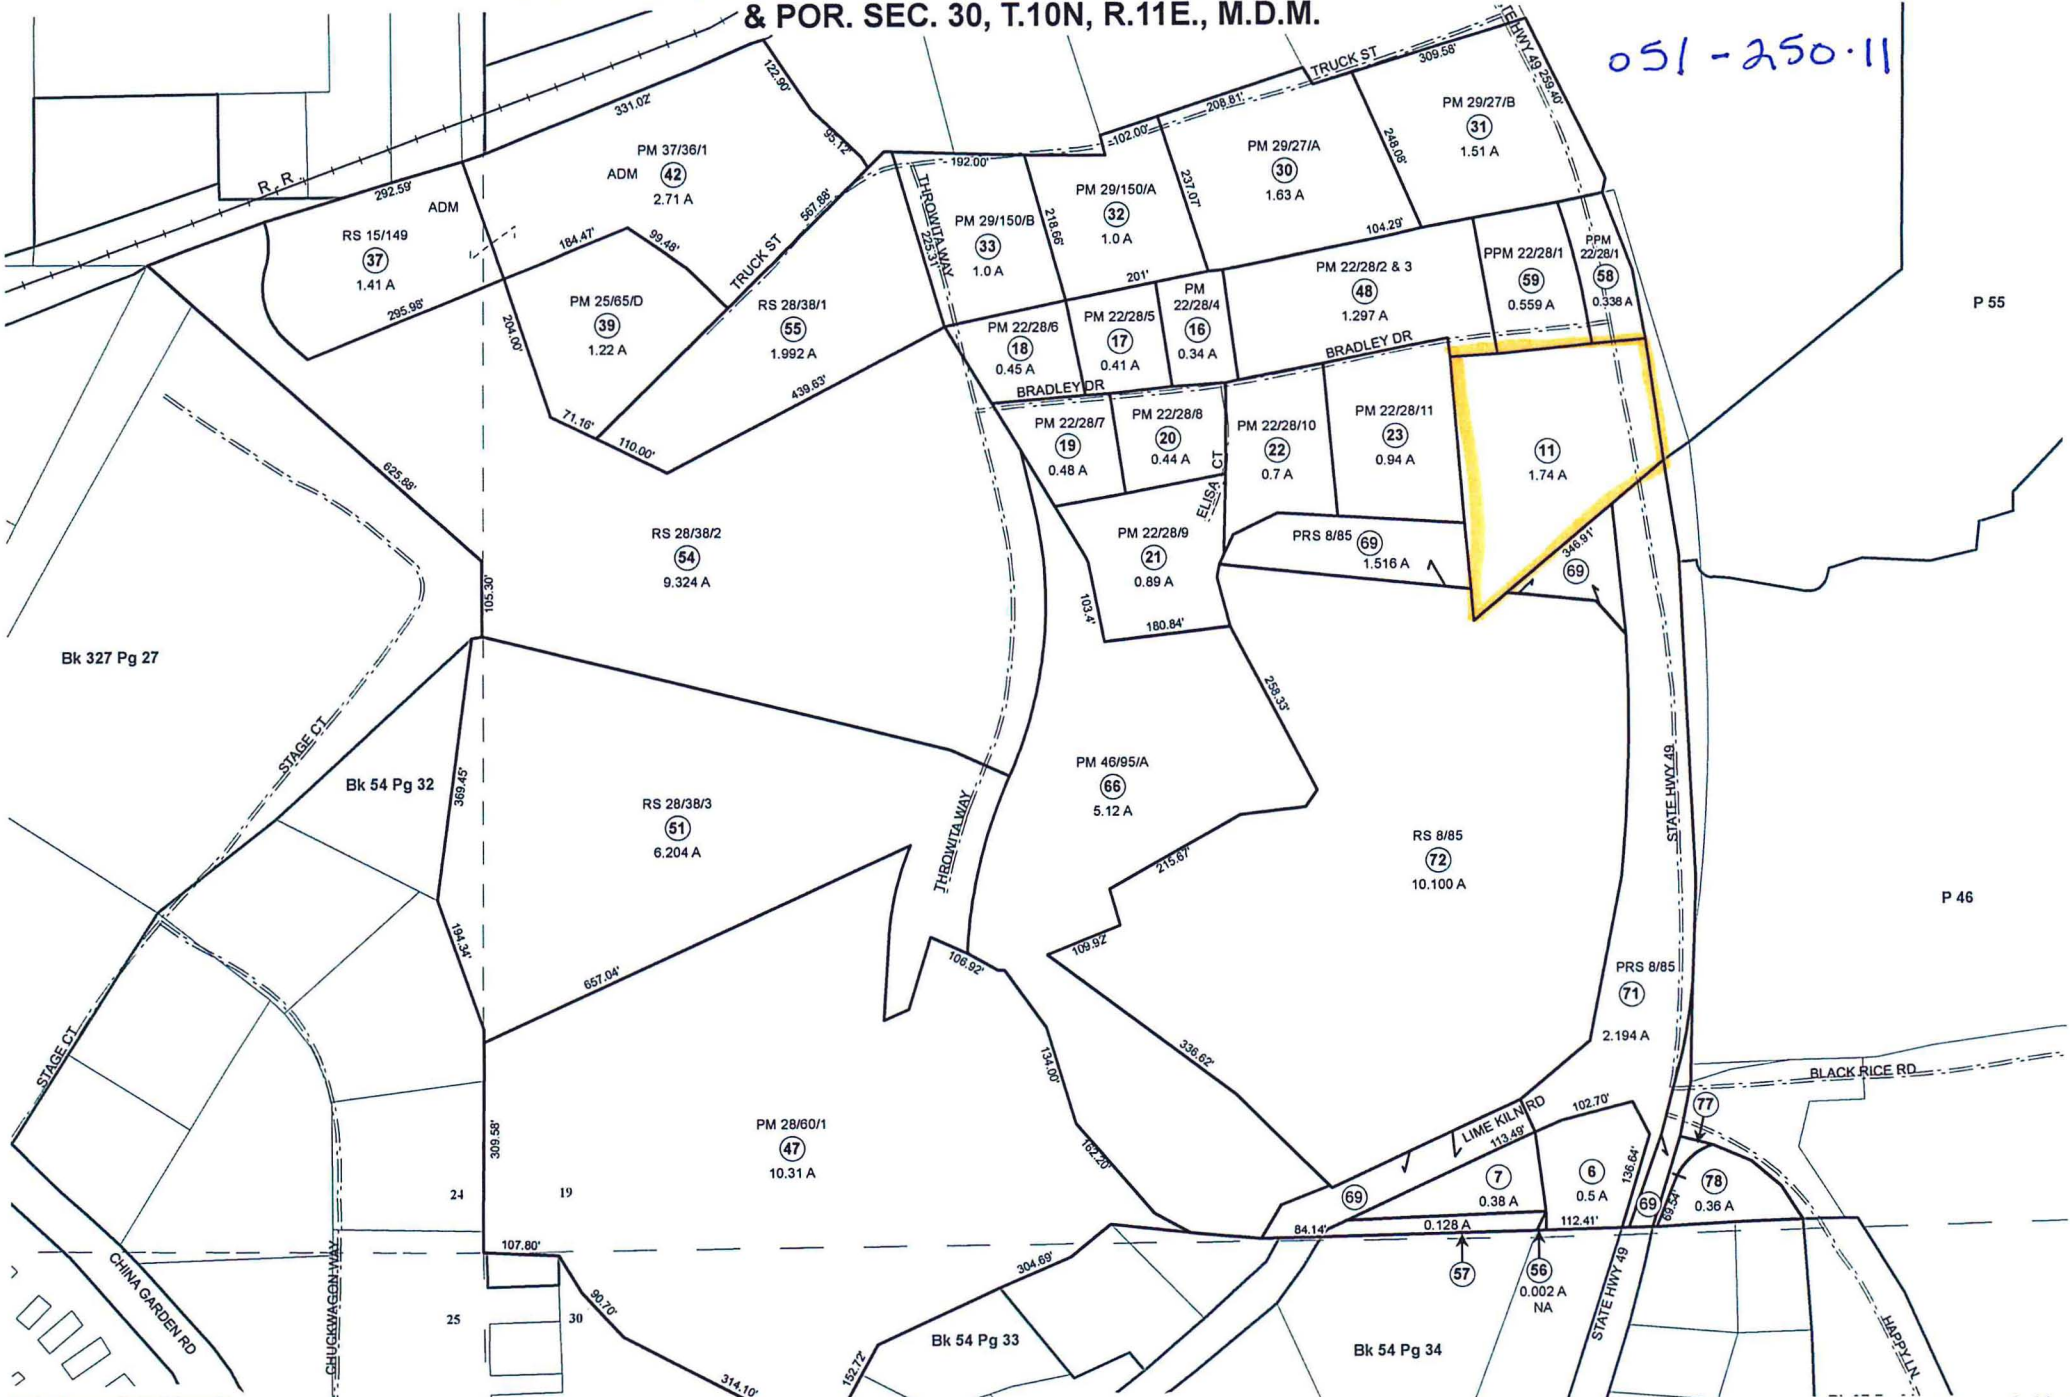 & POR. SEC. 30, T.10N, R.11E., M.D.M.
051-250-11
TRUCK ST
309.58'
STATE HWY 49 259.40'
122.90'
331.02'
95.12'
208.81'
102.00'
192.00'
PM 29/27/B
31
1.51 A
PM 29/27/A
30
1.63 A
248.08'
237.07'
PM 37/36/1
ADM 42
2.71 A
R. R.
292.59'
ADM
RS 15/149
37
1.41 A
295.98'
184.47'
99.48'
567.88'
TRUCK ST
THROWITA WAY
225.31'
PM 29/150/B
33
1.0 A
218.66'
PM 29/150/A
32
1.0 A
201'
104.29'
PM 25/65/D
39
1.22 A
204.00'
71.16'
110.00'
RS 28/38/1
55
1.992 A
439.63'
PM 22/28/6
18
0.45 A
PM 22/28/5
17
0.41 A
PM
22/28/4
16
0.34 A
PM 22/28/2 & 3
48
1.297 A
PPM 22/28/1
59
0.559 A
PPM
22/28/1
58
0.338 A
P 55
BRADLEY DR
BRADLEY DR
PM 22/28/7
19
0.48 A
PM 22/28/8
20
0.44 A
ELISA CT
PM 22/28/10
22
0.7 A
PM 22/28/11
23
0.94 A
11
1.74 A
346.91'
69
PRS 8/85 69
1.516 A
PM 22/28/9
21
0.89 A
103.4'
180.84'
625.88'
105.30'
RS 28/38/2
54
9.324 A
Bk 327 Pg 27
STAGE CT
Bk 54 Pg 32
369.45'
194.34'
RS 28/38/3
51
6.204 A
657.04'
THROWITA WAY
PM 46/95/A
66
5.12 A
258.33'
215.67'
109.92'
106.92'
RS 8/85
72
10.100 A
STATE HWY 49
P 46
PRS 8/85
71
2.194 A
336.62'
134.00'
162.20'
STAGE CT
BLACK RICE RD
77
LIME KILN RD
102.70'
113.49'
136.64'
7
0.38 A
6
0.5 A
69
69
69.54'
78
0.36 A
84.14'
0.128 A
112.41'
57
56
0.002 A
NA
PM 28/60/1
47
10.31 A
309.58'
24
19
107.80'
25
30
90.70'
314.10'
304.69'
152.72'
CHINA GARDEN RD
CHUCKWAGON WAY
Bk 54 Pg 33
Bk 54 Pg 34
STATE HWY 49
HAPPY LN